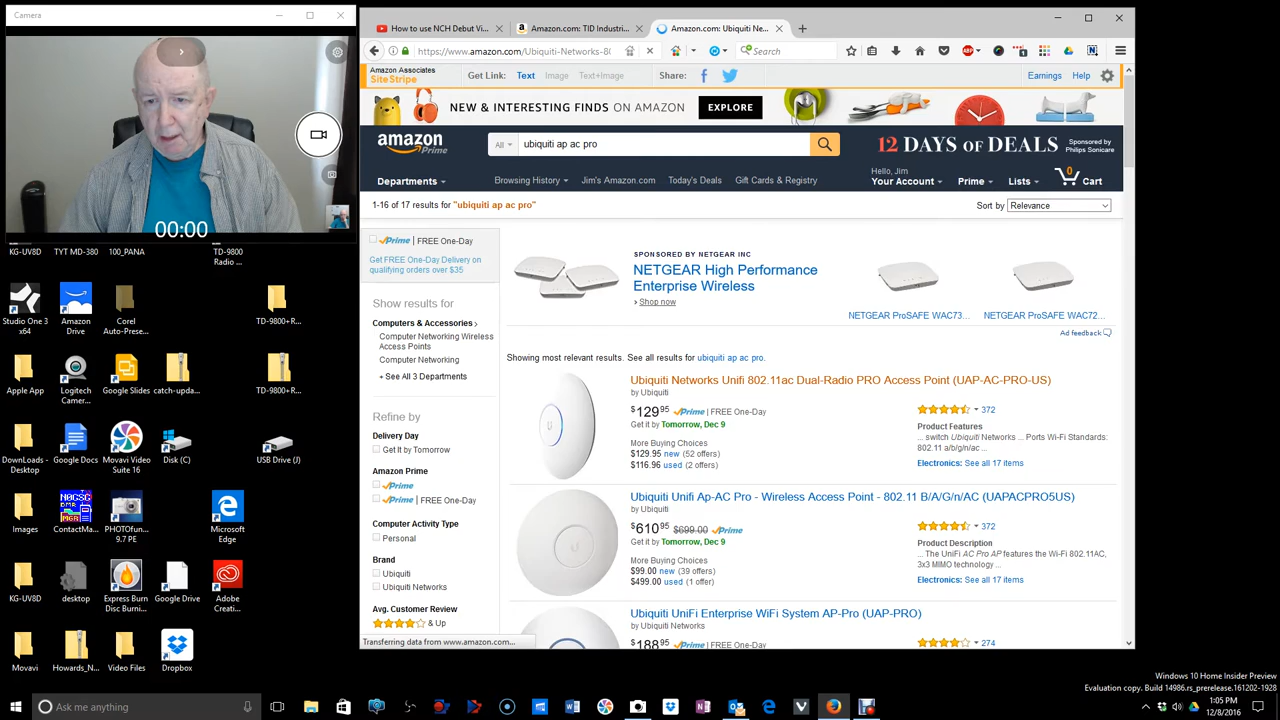 Camera
How to use NCH Debut Vi...
Amazon.com: TID Industri...
Amazon.com: Ubiquiti Ne...
https://www.amazon.com/Ubiquiti-Networks-80
Search
Amazon Associates
SiteStripe
Get Link: Text Image Text+Image
Share:
Earnings Help
NEW & INTERESTING FINDS ON AMAZON EXPLORE
amazon
Prime
All
ubiquiti ap ac pro
12 DAYS OF DEALS
Sponsored by
Philips Sonicare
Departments
Browsing History Jim's Amazon.com Today's Deals Gift Cards & Registry
Hello, Jim
Your Account Prime Lists 0 Cart
1-16 of 17 results for "ubiquiti ap ac pro"
Sort by Relevance
00:00
Prime | FREE One-Day
Get FREE One-Day Delivery on
qualifying orders over $35
Show results for
Computers & Accessories
Computer Networking Wireless
Access Points
Computer Networking
+ See All 3 Departments
Refine by
Delivery Day
Get It by Tomorrow
Amazon Prime
Prime
Prime | FREE One-Day
Computer Activity Type
Personal
Brand
Ubiquiti
Ubiquiti Networks
Avg. Customer Review
& Up
SPONSORED BY NETGEAR INC
NETGEAR High Performance
Enterprise Wireless
Shop now
NETGEAR ProSAFE WAC73...
NETGEAR ProSAFE WAC72...
Ad feedback
Showing most relevant results. See all results for ubiquiti ap ac pro.
Ubiquiti Networks Unifi 802.11ac Dual-Radio PRO Access Point (UAP-AC-PRO-US)
by Ubiquiti
$129.95 Prime | FREE One-Day
Get it by Tomorrow, Dec 9
More Buying Choices
$129.95 new (52 offers)
$116.96 used (2 offers)
372
Product Features
... switch Ubiquiti Networks ... Ports Wi-Fi Standards:
802.11 a/b/g/n/ac ...
Electronics: See all 17 items
Ubiquiti Unifi Ap-AC Pro - Wireless Access Point - 802.11 B/A/G/n/AC (UAPACPRO5US)
by Ubiquiti
$610.95 $699.00 Prime
Get it by Tomorrow, Dec 9
More Buying Choices
$99.00 new (39 offers)
$499.00 used (1 offer)
372
Product Description
... The UniFi AC Pro AP features the Wi-Fi 802.11AC,
3x3 MIMO technology ...
Electronics: See all 17 items
Ubiquiti UniFi Enterprise WiFi System AP-Pro (UAP-PRO)
by Ubiquiti Networks
$188.95 Prime
274
Transferring data from www.amazon.com...
KG-UV8D
TYT MD-380
100_PANA
TD-9800
Radio ...
Studio One 3
x64
Amazon
Drive
Corel
Auto-Prese...
TD-9800+R...
Apple App
Logitech
Camer...
Google Slides
catch-upda...
TD-9800+R...
DownLoads -
Desktop
Google Docs
Movavi Video
Suite 16
Disk (C)
USB Drive (J)
Images
ContactMa...
PHOTOfun...
9.7 PE
Microsoft
Edge
KG-UV8D
desktop
Express Burn
Disc Burni...
Google Drive
Adobe
Creati...
Movavi
Howards_N...
Video Files
Dropbox
Windows 10 Home Insider Preview
Evaluation copy. Build 14986.rs_prerelease.161202-1928
Ask me anything
1:05 PM
12/8/2016